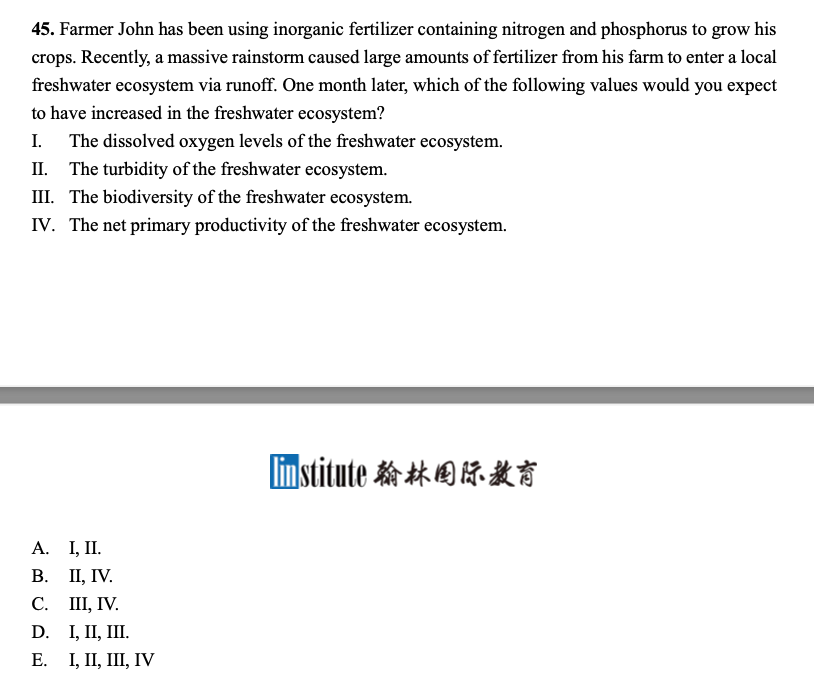 45. Farmer John has been using inorganic fertilizer containing nitrogen and phosphorus to grow his
crops. Recently, a massive rainstorm caused large amounts of fertilizer from his farm to enter a local
freshwater ecosystem via runoff. One month later, which of the following values would you expect
to have increased in the freshwater ecosystem?
I. The dissolved oxygen levels of the freshwater ecosystem.
II. The turbidity of the freshwater ecosystem.
III. The biodiversity of the freshwater ecosystem.
IV. The net primary productivity of the freshwater ecosystem.
linstitute 翰林国际教育
A. I, II.
B. II, IV.
C. III, IV.
D. I, II, III.
E. I, II, III, IV